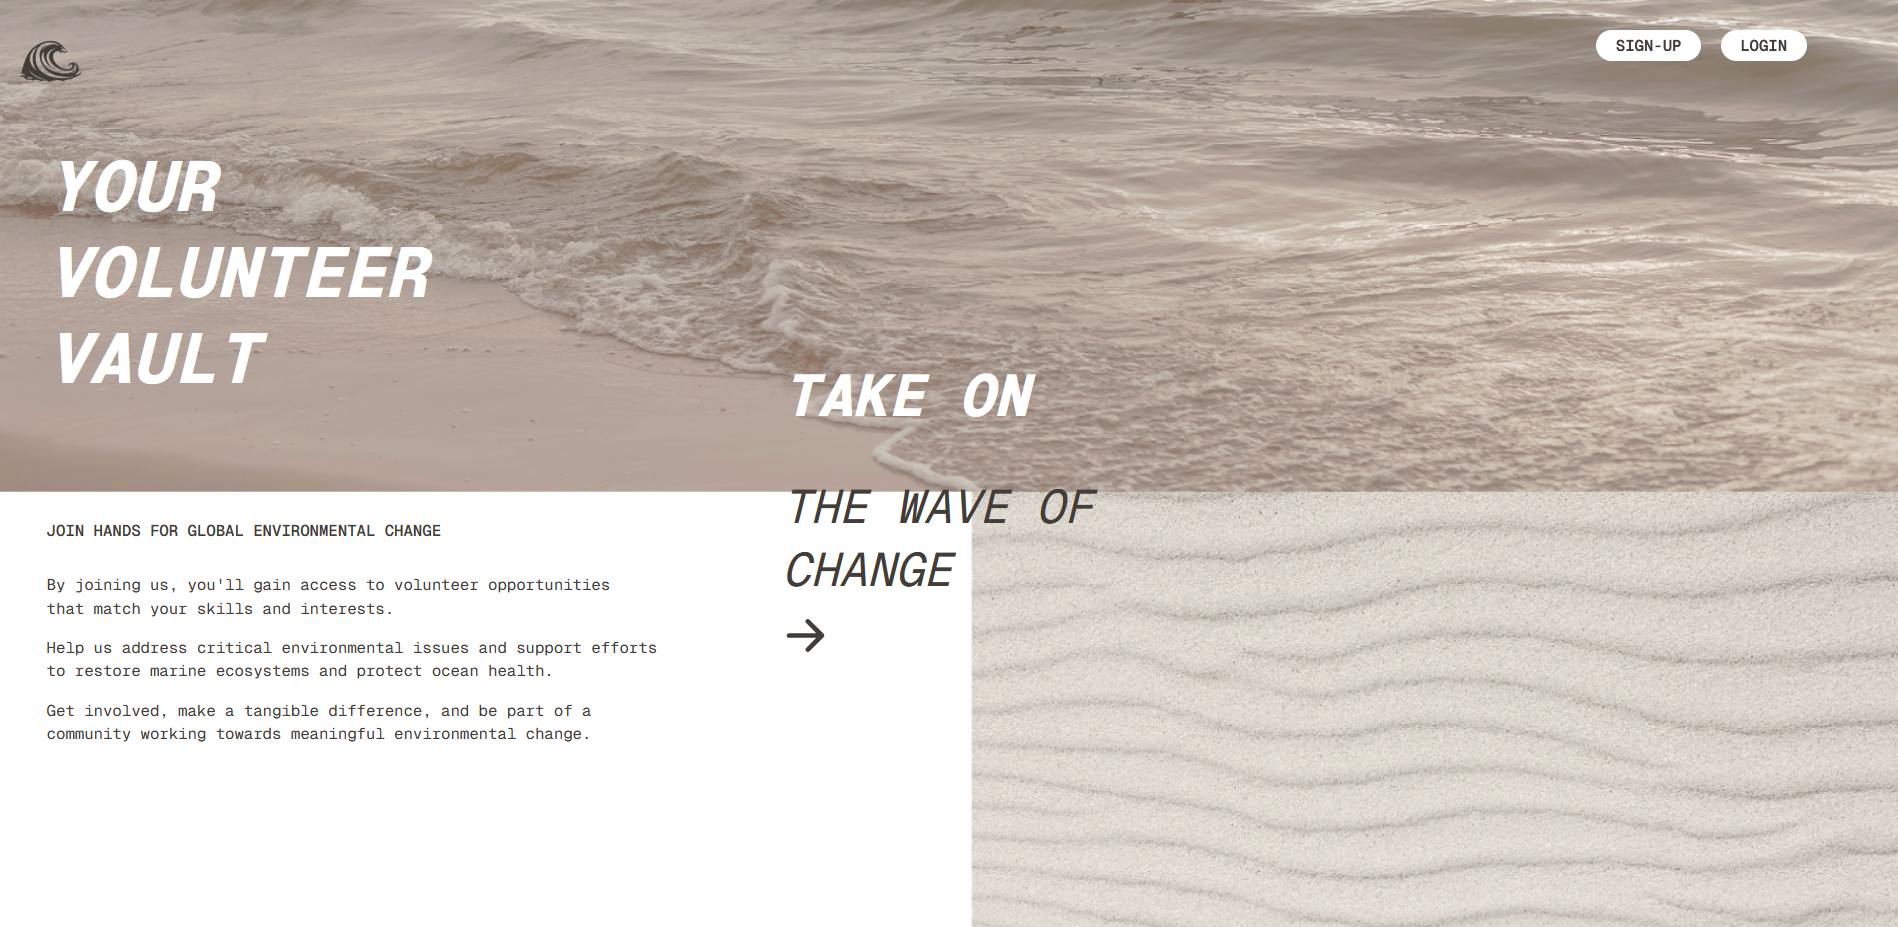 SIGN-UP
LOGIN
YOUR
VOLUNTEER
VAULT
TAKE ON
THE WAVE OF
CHANGE
JOIN HANDS FOR GLOBAL ENVIRONMENTAL CHANGE
By joining us, you'll gain access to volunteer opportunities
that match your skills and interests.
Help us address critical environmental issues and support efforts
to restore marine ecosystems and protect ocean health.
Get involved, make a tangible difference, and be part of a
community working towards meaningful environmental change.